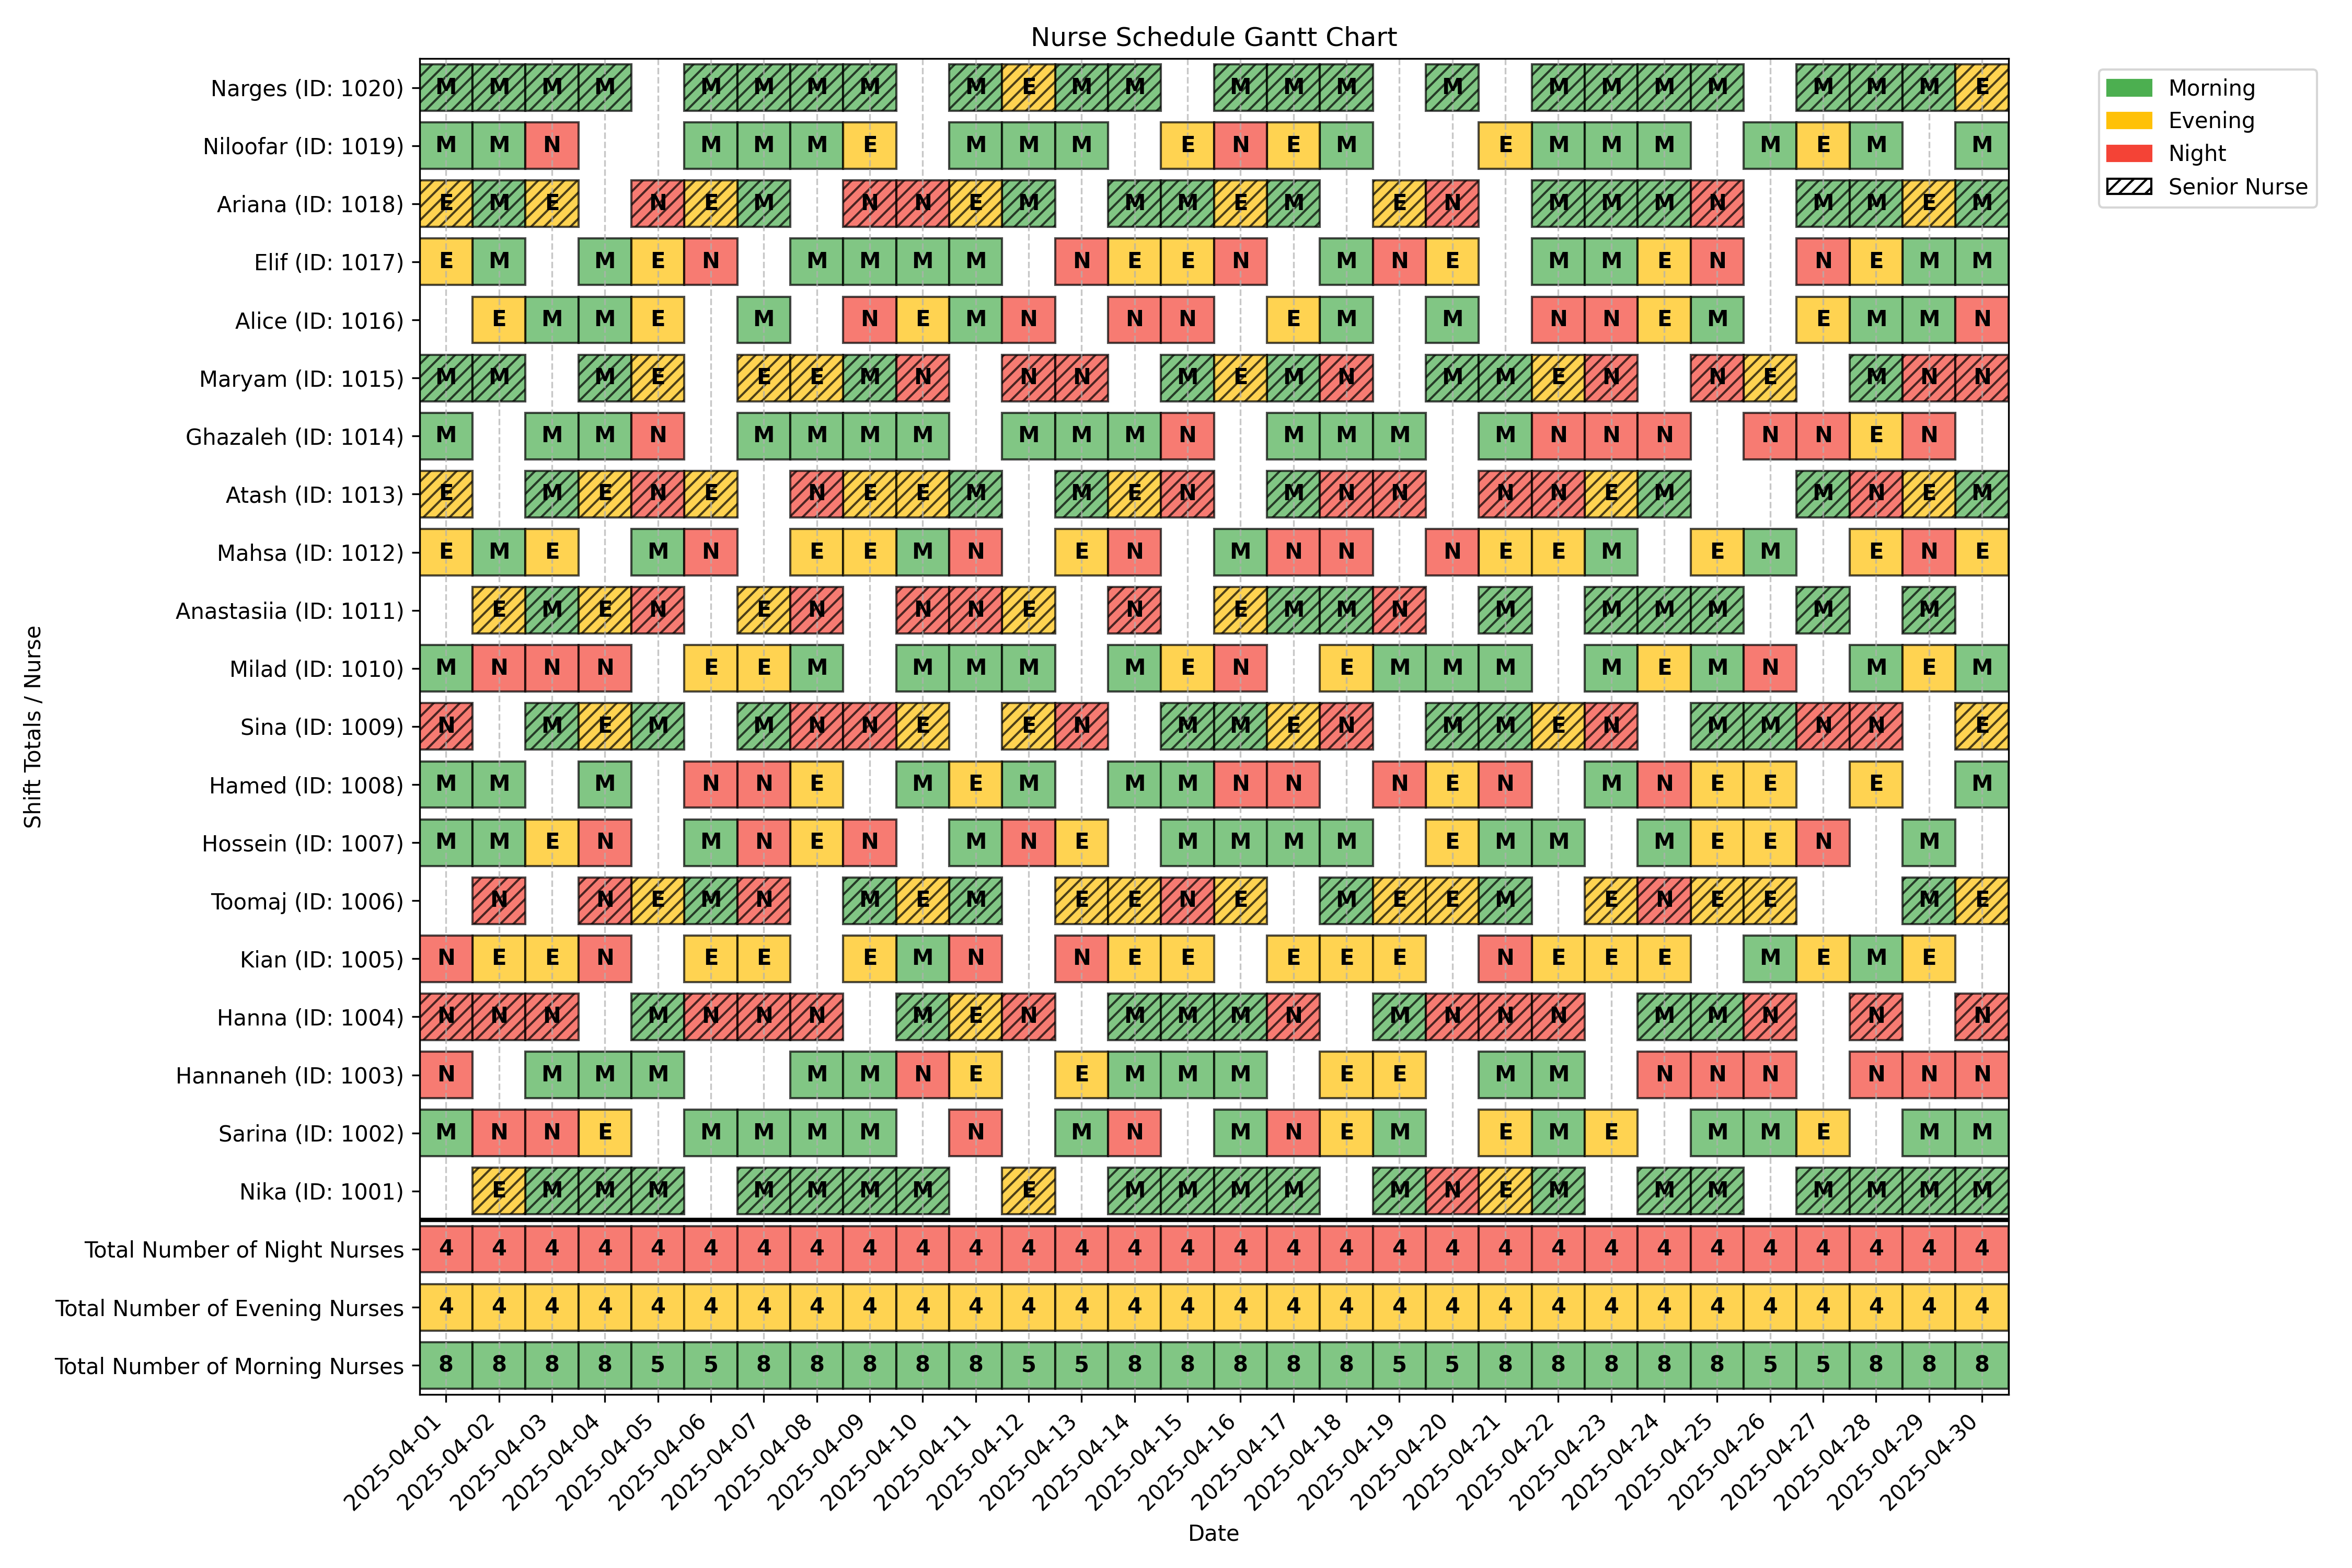 Nurse Schedule Gantt Chart
Narges (ID: 1020) M M M M M M M M M E M M M M M M M M M M M M M E
Niloofar (ID: 1019) M M N M M M E M M M E N E M E M M M M E M M
Ariana (ID: 1018) E M E N E M N N E M M M E M E N M M M N M M E M
Elif (ID: 1017) E M M E N M M M M N E E N M N E M M E N N E M M
Alice (ID: 1016) E M M E M N E M N N N E M M N N E M E M M N
Maryam (ID: 1015) M M M E E E M N N N M E M N M M E N N E M N N
Ghazaleh (ID: 1014) M M M N M M M M M M M N M M M M N N N N N E N
Atash (ID: 1013) E M E N E N E E M M E N M N N N N E M M N E M
Mahsa (ID: 1012) E M E M N E E M N E N M N N N E E M E M E N E
Anastasiia (ID: 1011) E M E N E N N N E N E M M N M M M M M M
Milad (ID: 1010) M N N N E E M M M M M E N E M M M M E M N M E M
Sina (ID: 1009) N M E M M N N E E N M M E N M M E N M M N N E
Hamed (ID: 1008) M M M N N E M E M M M N N N E N M N E E E M
Hossein (ID: 1007) M M E N M N E N M N E M M M M E M M M E E N M
Toomaj (ID: 1006) N N E M N M E M E E N E M E E M E N E E M E
Kian (ID: 1005) N E E N E E E M N N E E E E E N E E E M E M E
Hanna (ID: 1004) N N N M N N N M E N M M M N M N N N M M N N N
Hannaneh (ID: 1003) N M M M M M N E E M M M E E M M N N N N N N
Sarina (ID: 1002) M N N E M M M M N M N M N E M E M E M M E M M
Nika (ID: 1001) E M M M M M M M E M M M M M N E M M M M M M M
Total Number of Night Nurses 4 4 4 4 4 4 4 4 4 4 4 4 4 4 4 4 4 4 4 4 4 4 4 4 4 4 4 4 4 4
Total Number of Evening Nurses 4 4 4 4 4 4 4 4 4 4 4 4 4 4 4 4 4 4 4 4 4 4 4 4 4 4 4 4 4 4
Total Number of Morning Nurses 8 8 8 8 5 5 8 8 8 8 8 5 5 8 8 8 8 8 5 5 8 8 8 8 8 5 5 8 8 8
2025-04-01 2025-04-02 2025-04-03 2025-04-04 2025-04-05 2025-04-06 2025-04-07 2025-04-08 2025-04-09 2025-04-10 2025-04-11 2025-04-12 2025-04-13 2025-04-14 2025-04-15 2025-04-16 2025-04-17 2025-04-18 2025-04-19 2025-04-20 2025-04-21 2025-04-22 2025-04-23 2025-04-24 2025-04-25 2025-04-26 2025-04-27 2025-04-28 2025-04-29 2025-04-30
Date
Shift Totals / Nurse
Morning
Evening
Night
Senior Nurse